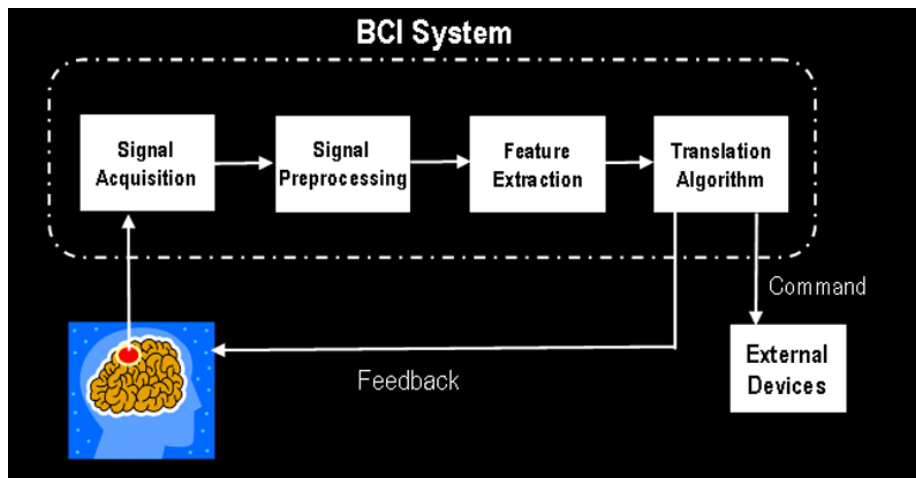 BCI System
Signal
Acquisition
Signal
Preprocessing
Feature
Extraction
Translation
Algorithm
Command
External
Devices
Feedback